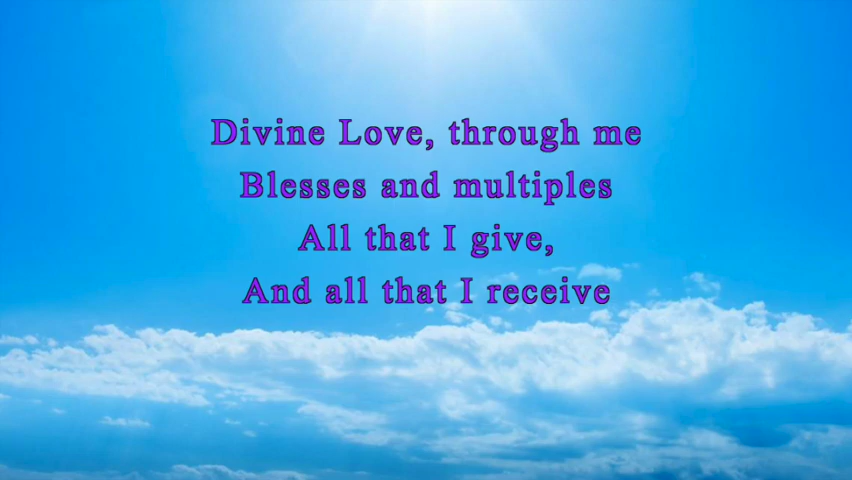 Divine Love, through me
Blesses and multiples
All that I give,
And all that I receive